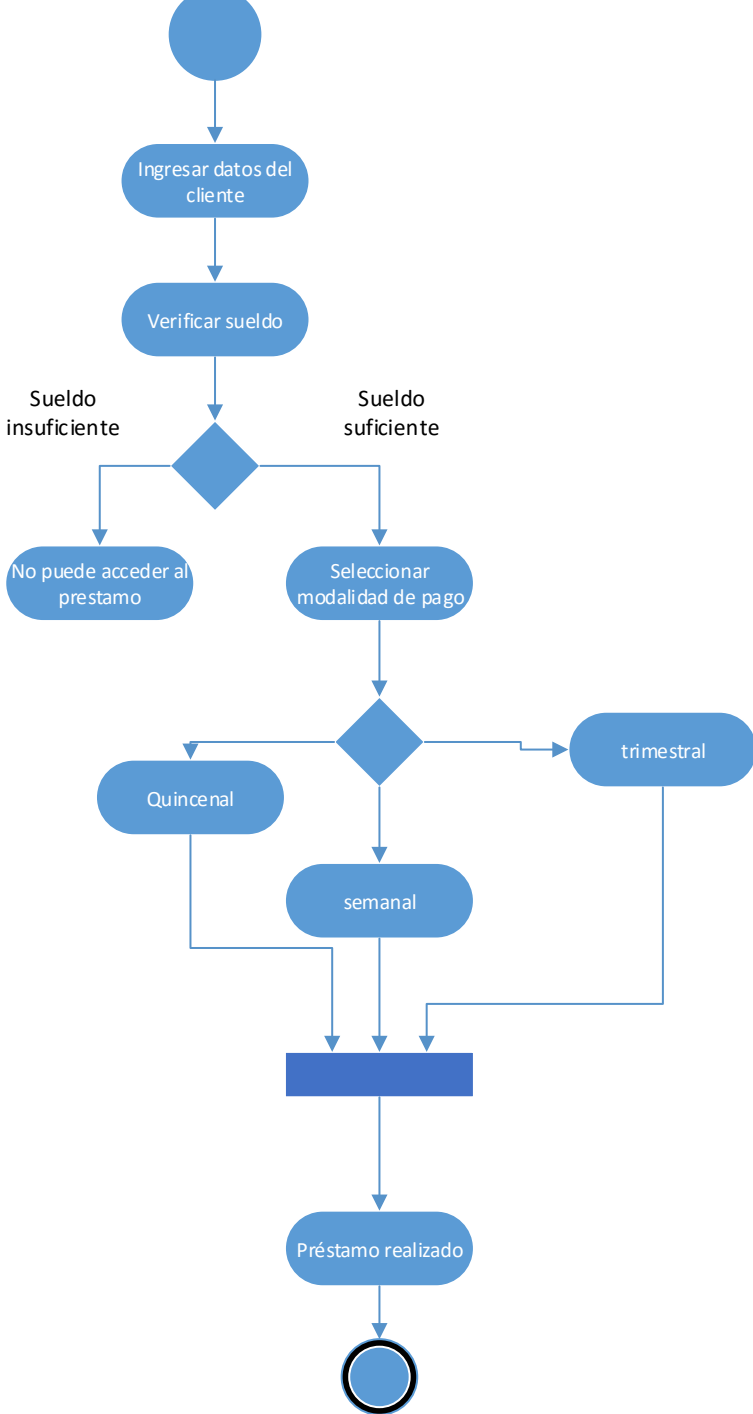 Ingresar datos del
cliente
Verificar sueldo
Sueldo
insuficiente
Sueldo
suficiente
No puede acceder al
prestamo
Seleccionar
modalidad de pago
trimestral
Quincenal
semanal
Préstamo realizado